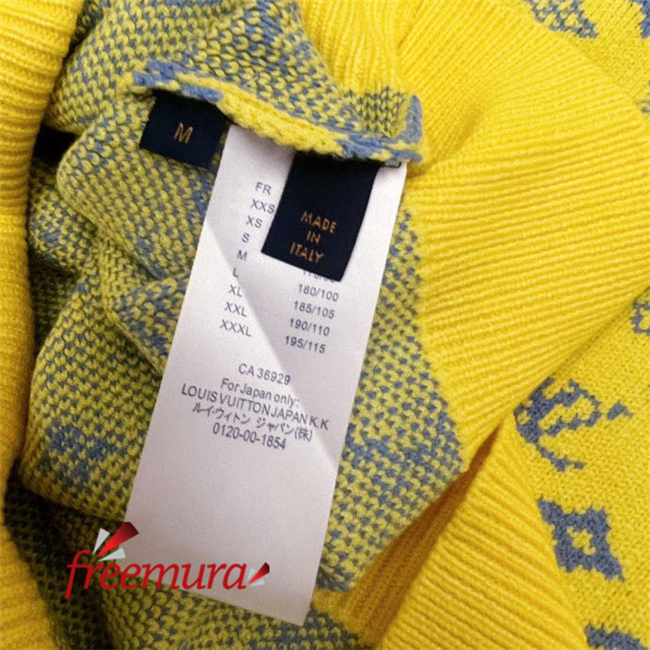 M
MADE
IN
ITALY
FR
XXS
XS
S
M
L 180/100
XL 185/105
XXL 190/110
XXXL 195/115
CA 36929
For Japan only:
LOUIS VUITTON JAPAN K.K
ルイ・ヴィトン ジャパン(株)
0120-00-1854
freemura